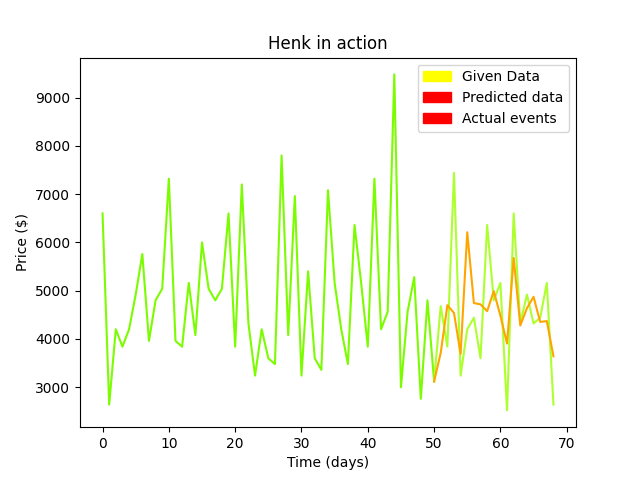 Henk in action
Given Data
Predicted data
Actual events
Price ($)
9000
8000
7000
6000
5000
4000
3000
0 10 20 30 40 50 60 70
Time (days)